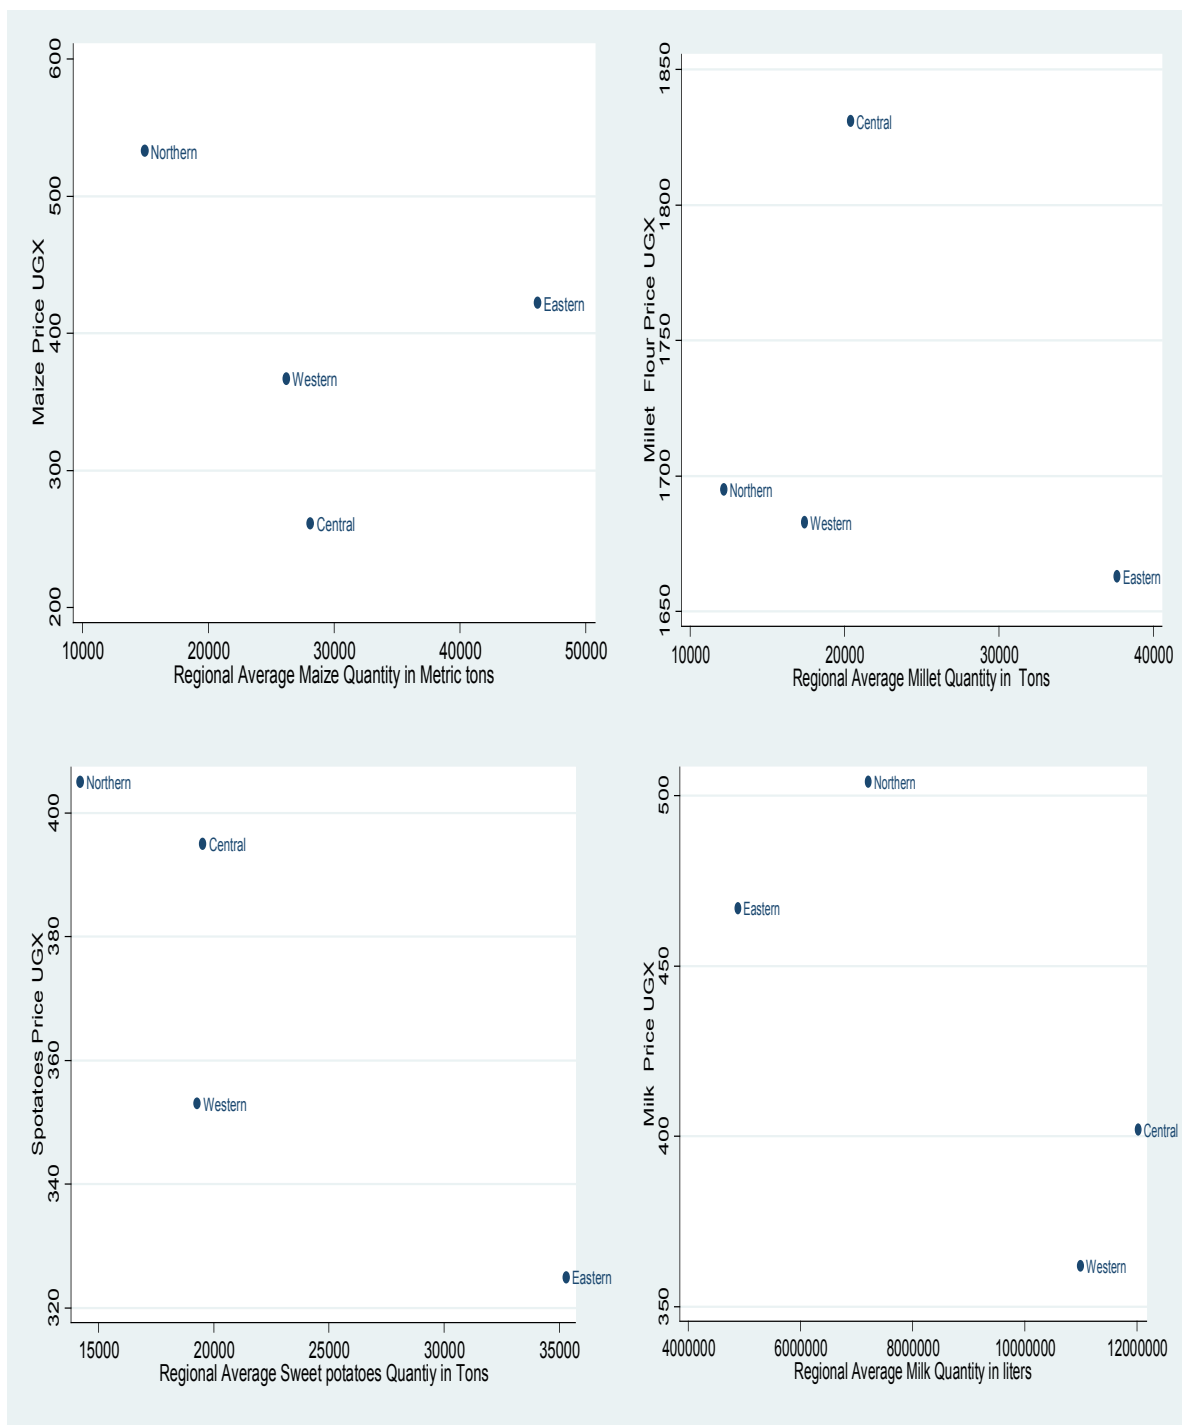 Maize Price UGX
600
500
400
300
200
Northern
Eastern
Western
Central
10000 20000 30000 40000 50000
Regional Average Maize Quantity in Metric tons
Millet Flour Price UGX
1850
1800
1750
1700
1650
Central
Northern
Western
Eastern
10000 20000 30000 40000
Regional Average Millet Quantity in Tons
Spotatoes Price UGX
400
380
360
340
320
Northern
Central
Western
Eastern
15000 20000 25000 30000 35000
Regional Average Sweet potatoes Quantiy in Tons
Milk Price UGX
500
450
400
350
Northern
Eastern
Central
Western
4000000 6000000 8000000 10000000 12000000
Regional Average Milk Quantity in liters